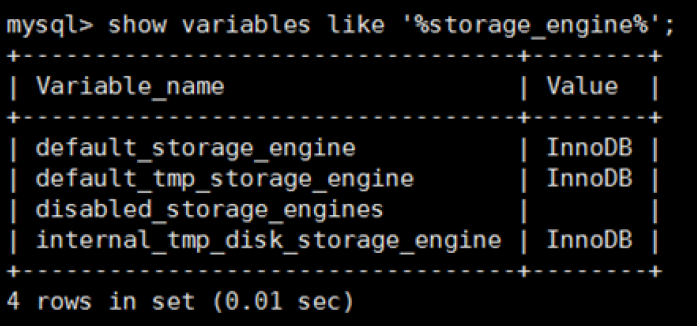 mysql> show variables like '%storage_engine%';
+----------------------------------+--------+
| Variable_name                    | Value  |
+----------------------------------+--------+
| default_storage_engine           | InnoDB |
| default_tmp_storage_engine       | InnoDB |
| disabled_storage_engines         |        |
| internal_tmp_disk_storage_engine | InnoDB |
+----------------------------------+--------+
4 rows in set (0.01 sec)